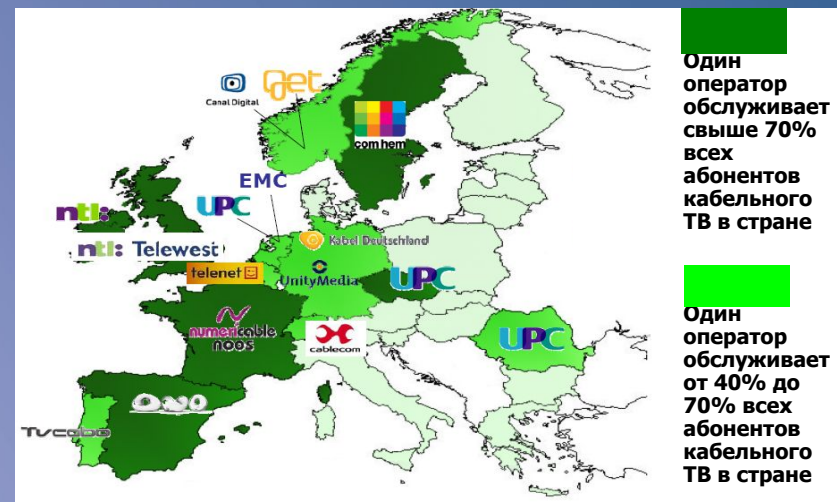 Get
Canal Digital
com hem
EMC
UPC
ntl:
ntl: Telewest
telenet
Kabel Deutschland
UnityMedia
UPC
numericable
noos
cablecom
UPC
ONO
TVcabo
Один
оператор
обслуживает
свыше 70%
всех
абонентов
кабельного
ТВ в стране
Один
оператор
обслуживает
от 40% до
70% всех
абонентов
кабельного
ТВ в стране